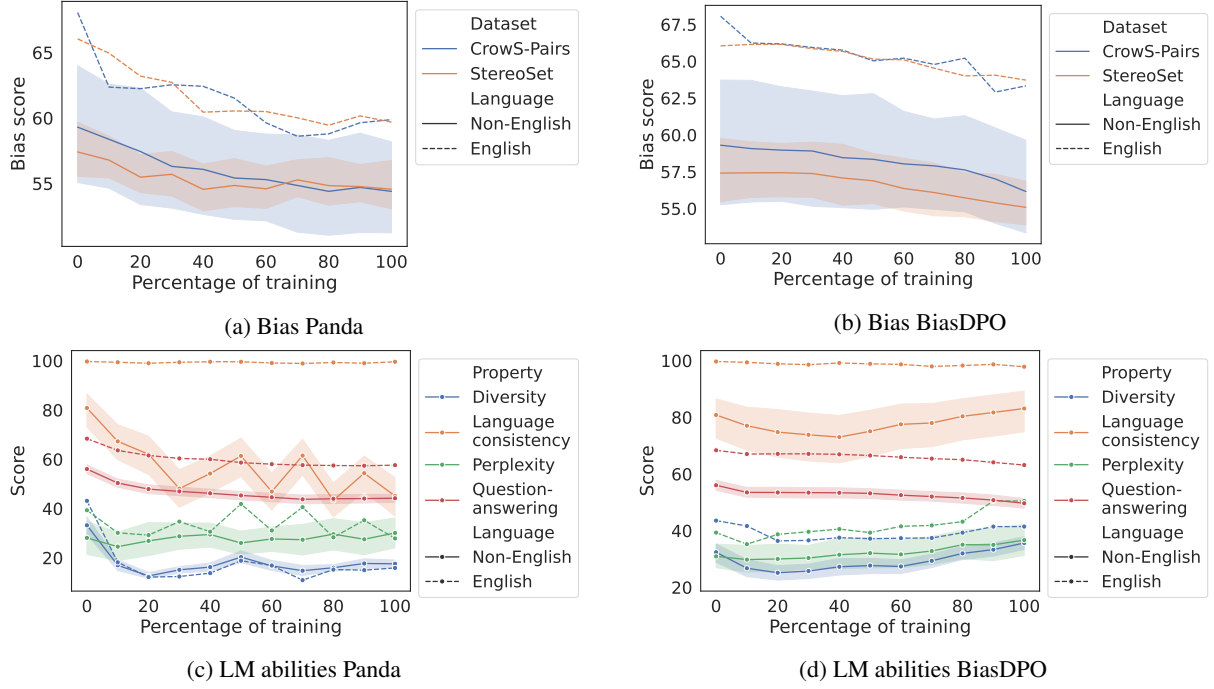 65
60
55
Bias score
0 20 40 60 80 100
Percentage of training
Dataset
CrowS-Pairs
StereoSet
Language
Non-English
English
(a) Bias Panda
67.5
65.0
62.5
60.0
57.5
55.0
Bias score
0 20 40 60 80 100
Percentage of training
Dataset
CrowS-Pairs
StereoSet
Language
Non-English
English
(b) Bias BiasDPO
100
80
60
40
20
Score
0 20 40 60 80 100
Percentage of training
Property
Diversity
Language
consistency
Perplexity
Question-
answering
Language
Non-English
English
(c) LM abilities Panda
100
80
60
40
20
Score
0 20 40 60 80 100
Percentage of training
Property
Diversity
Language
consistency
Perplexity
Question-
answering
Language
Non-English
English
(d) LM abilities BiasDPO